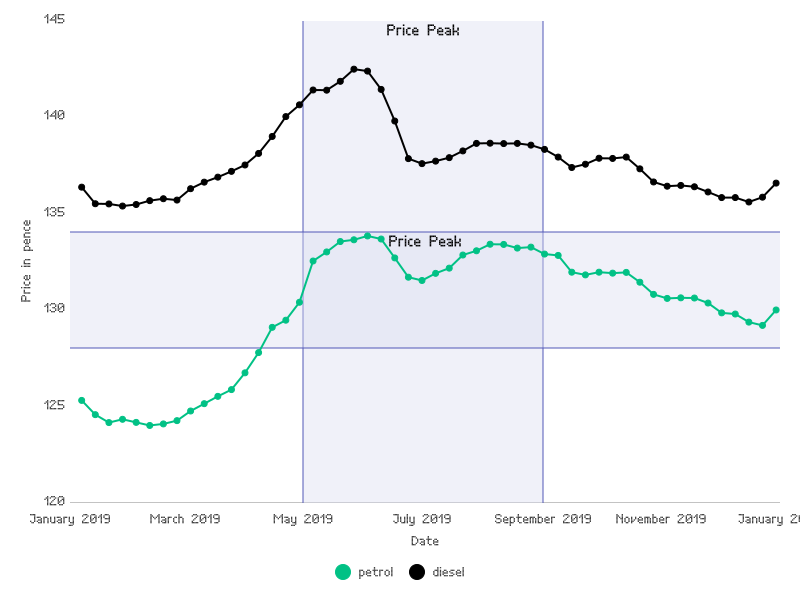 145
Price Peak
140
135
Price Peak
130
125
120
Price in pence
January 2019 March 2019 May 2019 July 2019 September 2019 November 2019 January 20
Date
petrol diesel